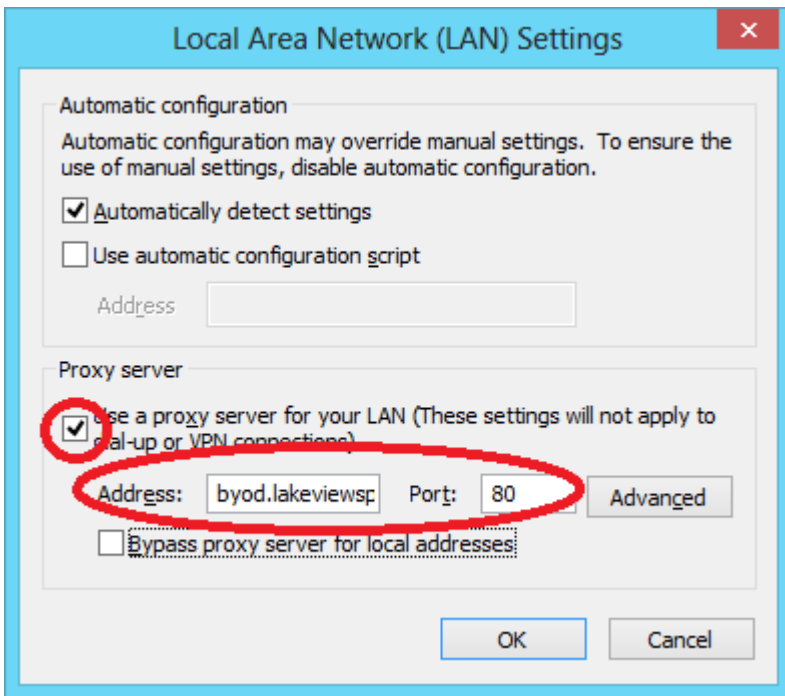 Local Area Network (LAN) Settings
Automatic configuration
Automatic configuration may override manual settings. To ensure the
use of manual settings, disable automatic configuration.
Automatically detect settings
Use automatic configuration script
Address
Proxy server
Use a proxy server for your LAN (These settings will not apply to
dial-up or VPN connections).
Address: byod.lakeviewsp Port: 80 Advanced
Bypass proxy server for local addresses
OK Cancel